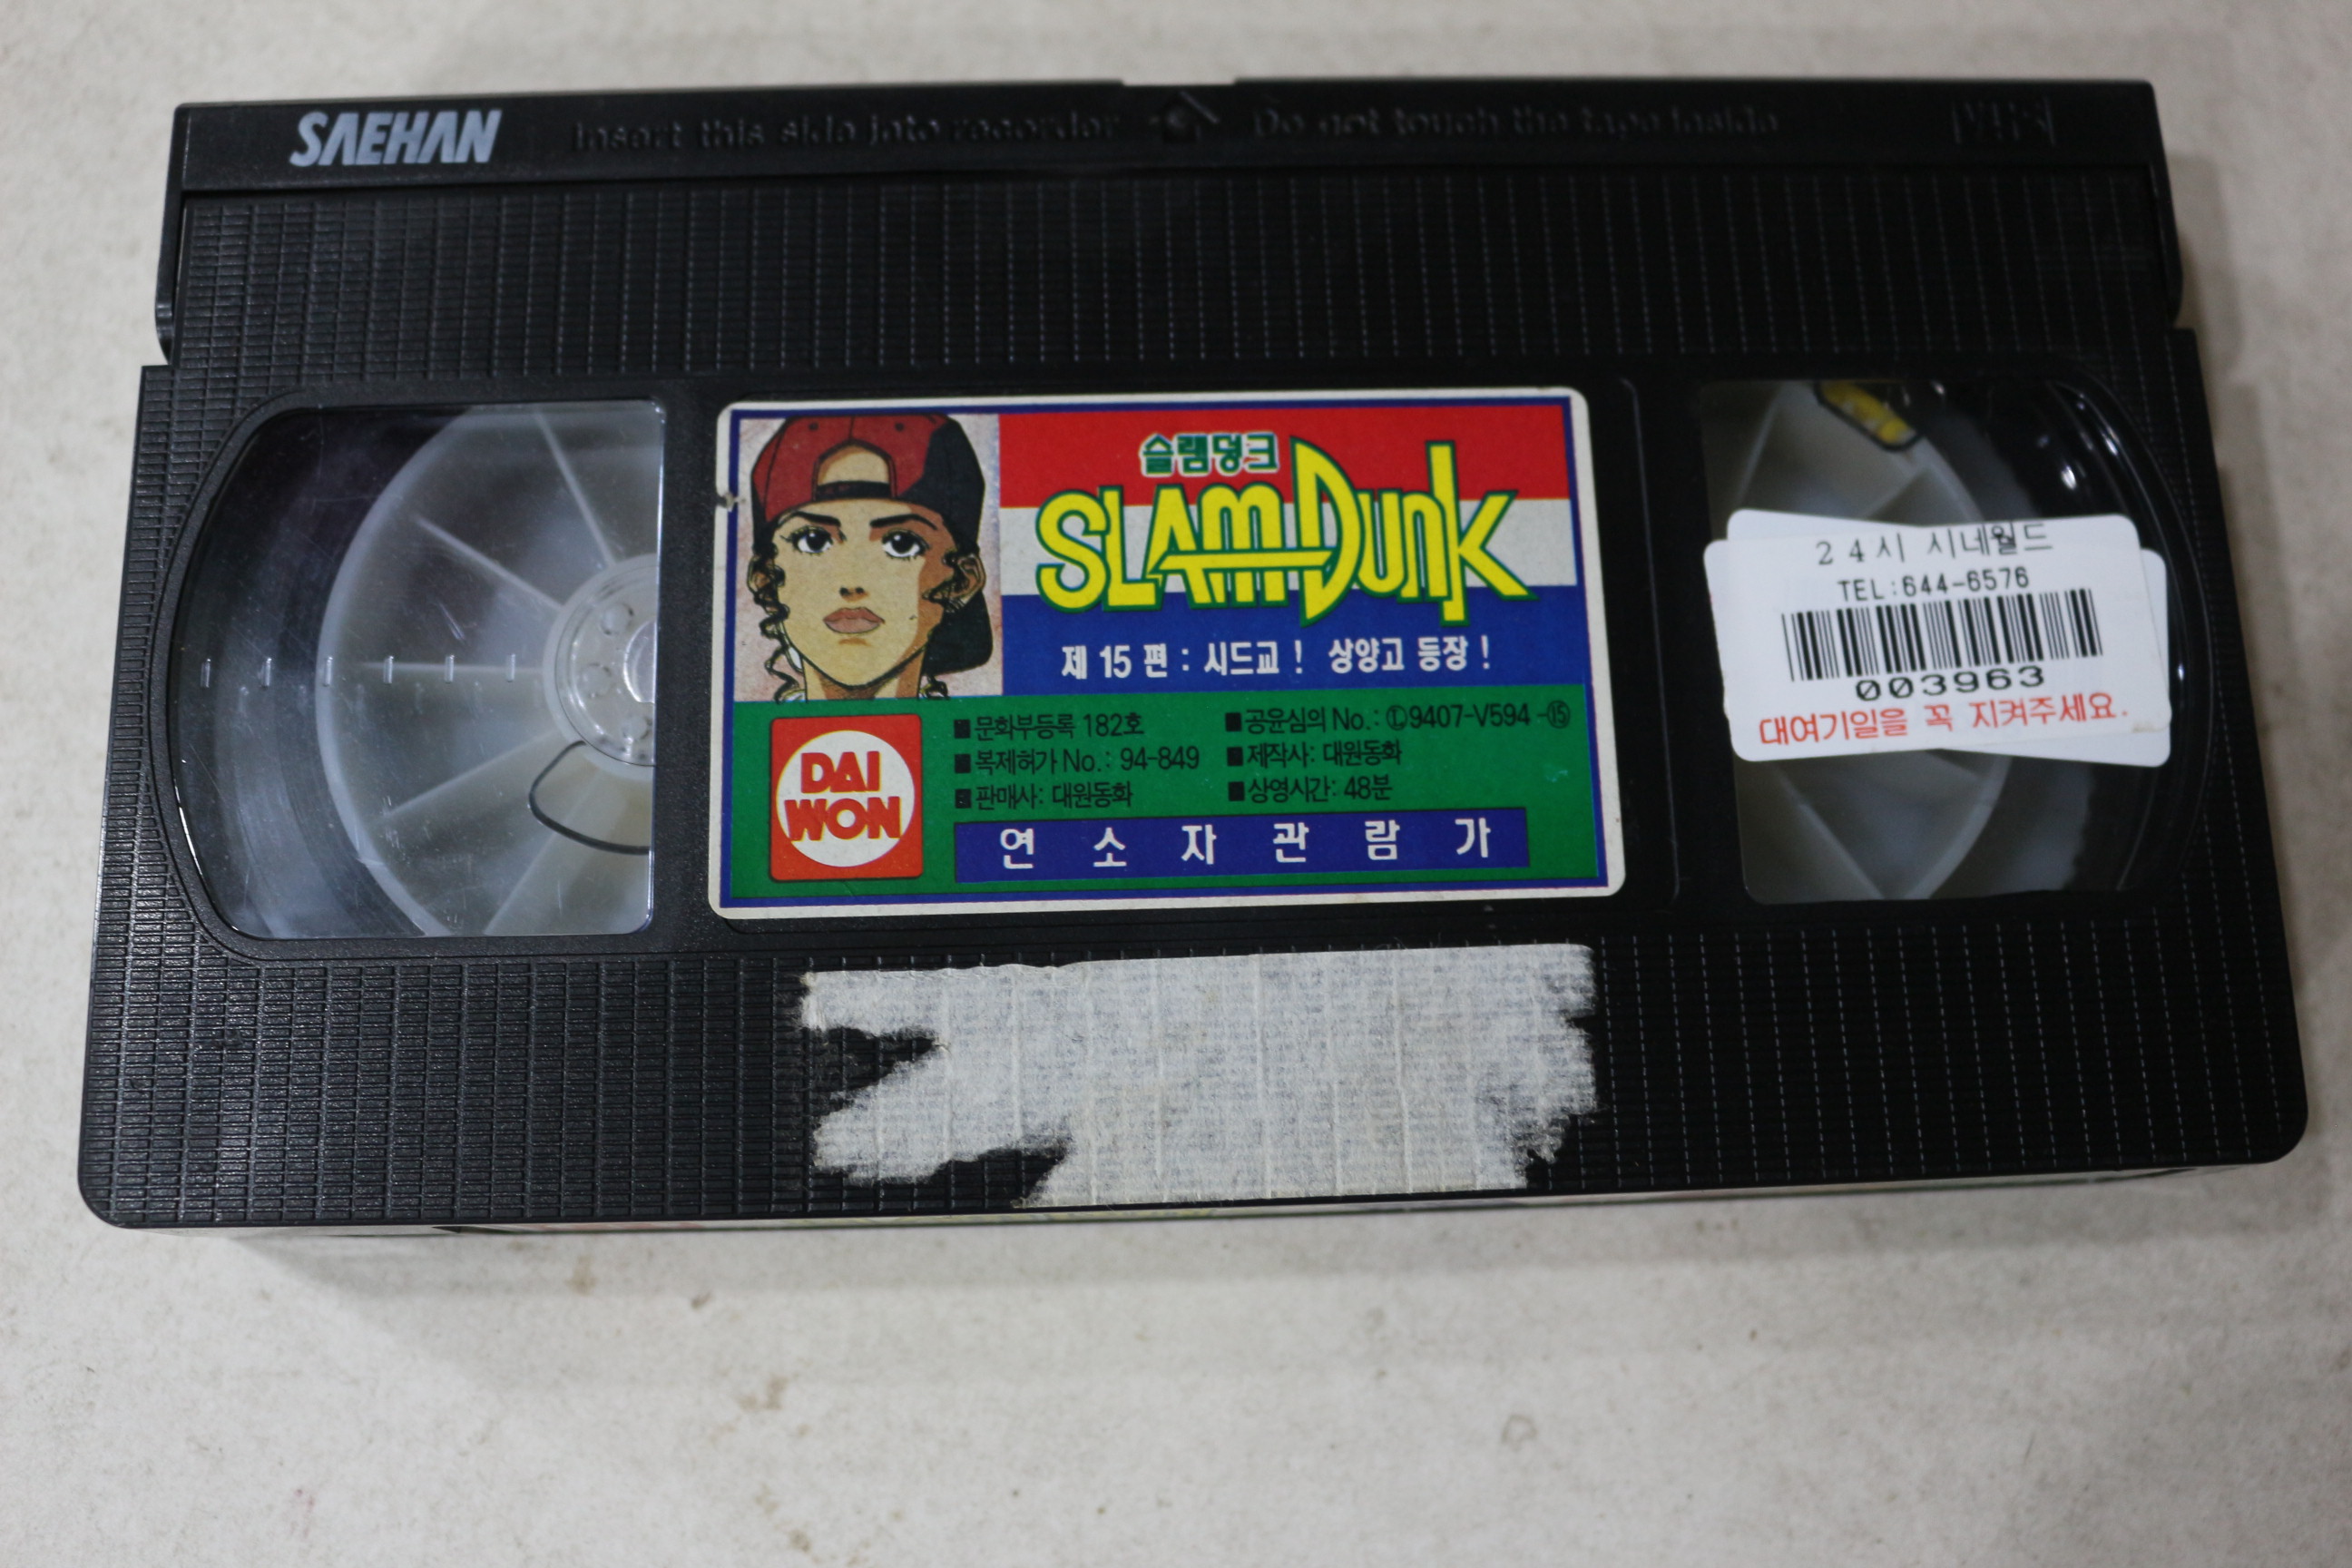 SAEHAN
Insert this side into recorder
Do not touch the tape inside
VHS
슬램덩크
SLAM DUNK
제 15 편 : 시드교 ! 상양고 등장 !
DAI
WON
■문화부등록 182호
■공윤심의 No.: Ⓛ9407-V594-⑮
■복제허가 No.: 94-849
■제작사: 대원동화
■판매사: 대원동화
■상영시간: 48분
연 소 자 관 람 가
24시 시네월드
TEL:644-6576
003963
대여기일을 꼭 지켜주세요.